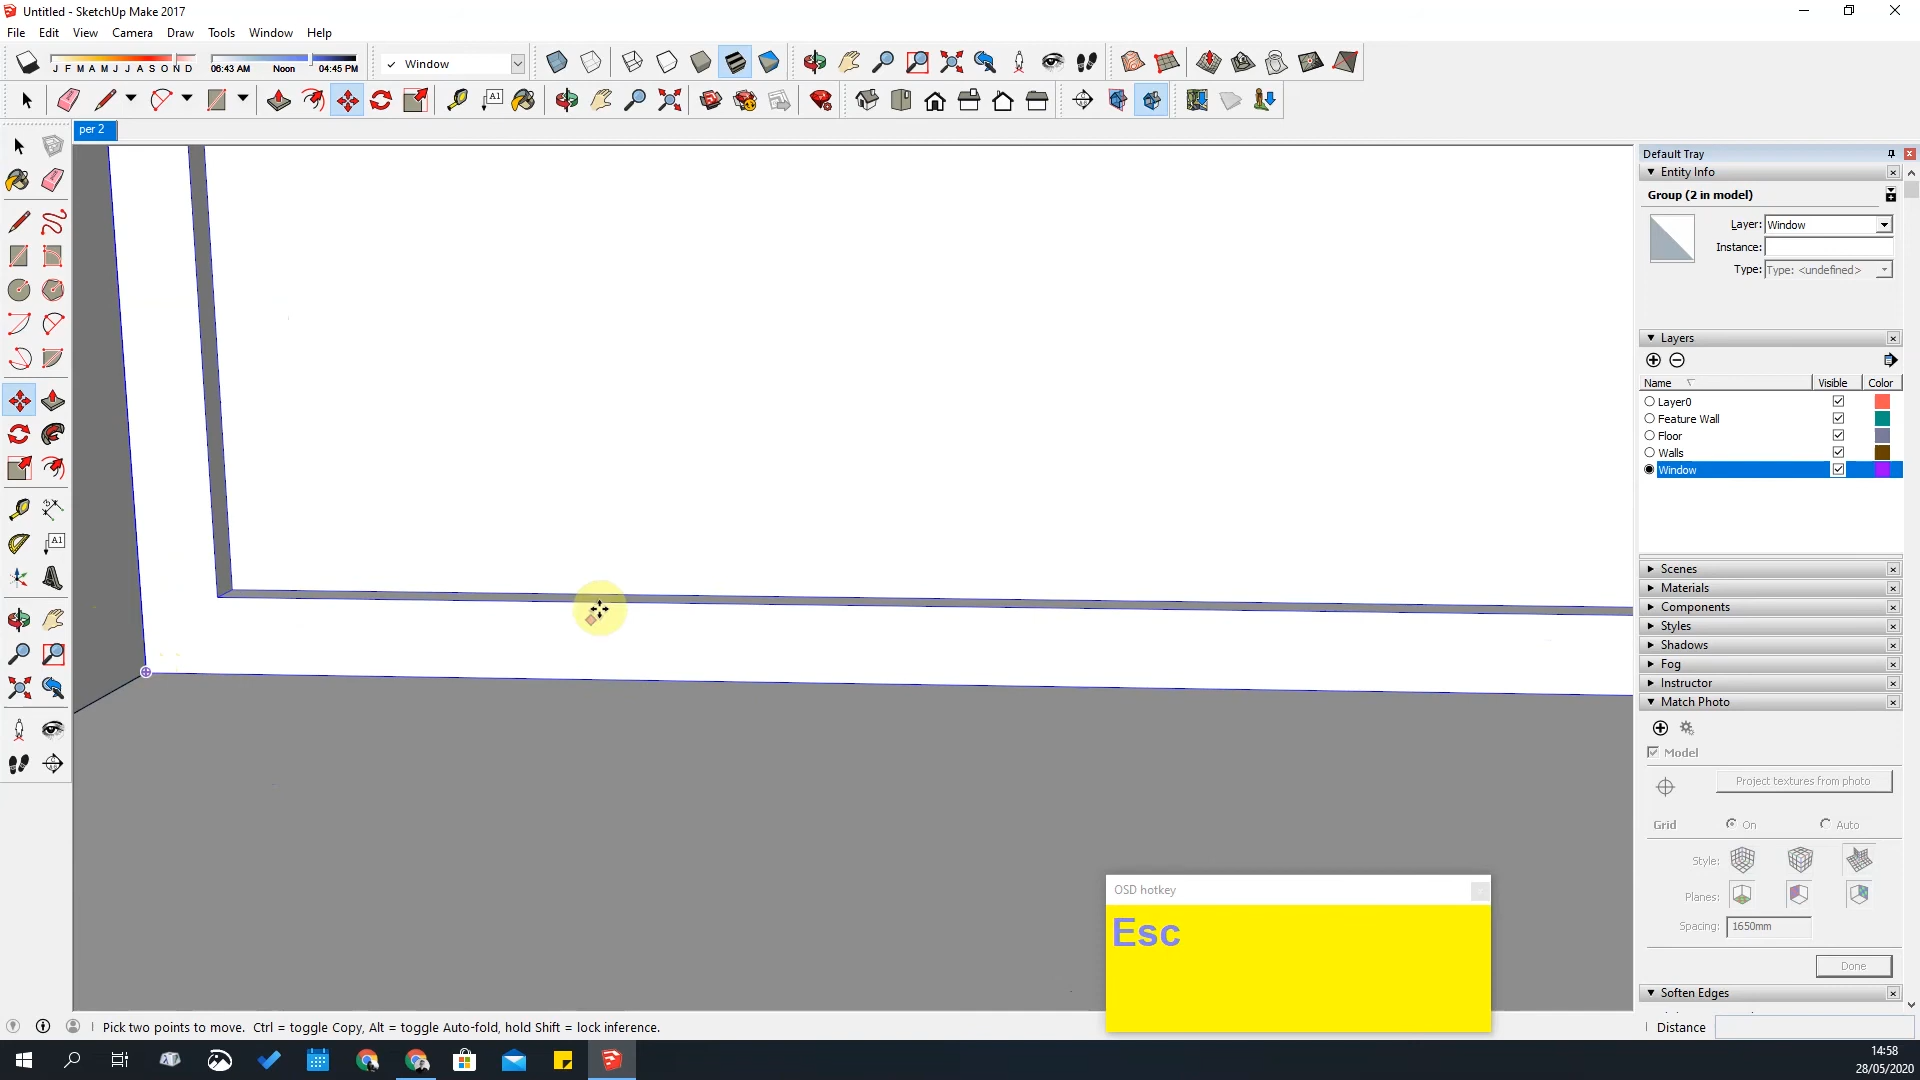 Untitled - SketchUp Make 2017
File Edit View Camera Draw Tools Window Help
J F M A M J J A S O N D
06:43 AM Noon 04:45 PM
✓ Window
A1
per 2
Default Tray
Entity Info
Group (2 in model)
Layer: Window
Instance:
Type: Type: <undefined>
Layers
Name Visible Color
Layer0
Feature Wall
Floor
Walls
Window
A1
Scenes
Materials
Components
Styles
Shadows
Fog
Instructor
Match Photo
Model
Project textures from photo
Grid On Auto
Style:
Planes:
Spacing: 1650mm
Done
Soften Edges
OSD hotkey
Esc
Pick two points to move. Ctrl = toggle Copy, Alt = toggle Auto-fold, hold Shift = lock inference.
Distance
14:58
28/05/2020